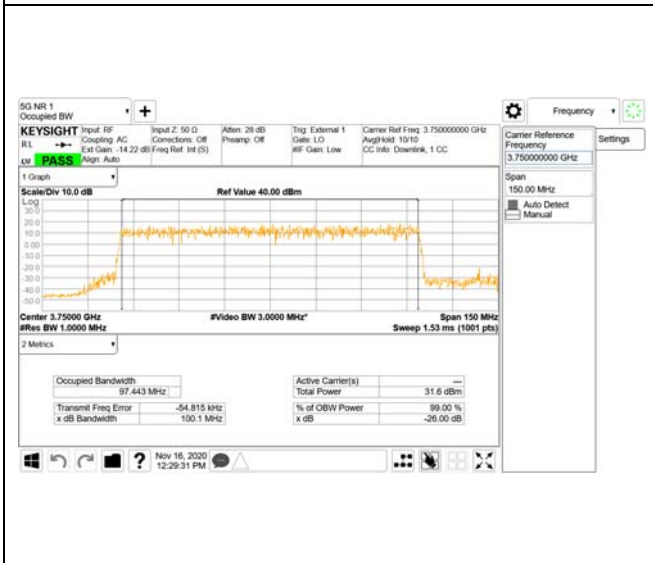 5G NR 1
Occupied BW
Frequency
KEYSIGHT
Input: RF
Coupling: AC
Ext Gain: -14.22 dB
Align: Auto
Input Z: 50 Ω
Corrections: Off
Freq Ref: Int (S)
Atten: 28 dB
Preamp: Off
Trig: External 1
Gate: LO
#IF Gain: Low
Carrier Ref Freq: 3.750000000 GHz
Avg|Hold: 10/10
CC Info: Downlink, 1 CC
R L
PASS
Carrier Reference
Frequency
3.750000000 GHz
Settings
Span
150.00 MHz
Auto Detect
Manual
1 Graph
Scale/Div 10.0 dB
Ref Value 40.00 dBm
Log
30.0
20.0
10.0
0.00
-10.0
-20.0
-30.0
-40.0
-50.0
Center 3.75000 GHz
#Video BW 3.0000 MHz*
Span 150 MHz
#Res BW 1.0000 MHz
Sweep 1.53 ms (1001 pts)
2 Metrics
Occupied Bandwidth
97.443 MHz
Active Carrier(s)
---
Total Power
31.6 dBm
Transmit Freq Error
-54.815 kHz
% of OBW Power
99.00 %
x dB Bandwidth
100.1 MHz
x dB
-26.00 dB
Nov 16, 2020
12:29:31 PM